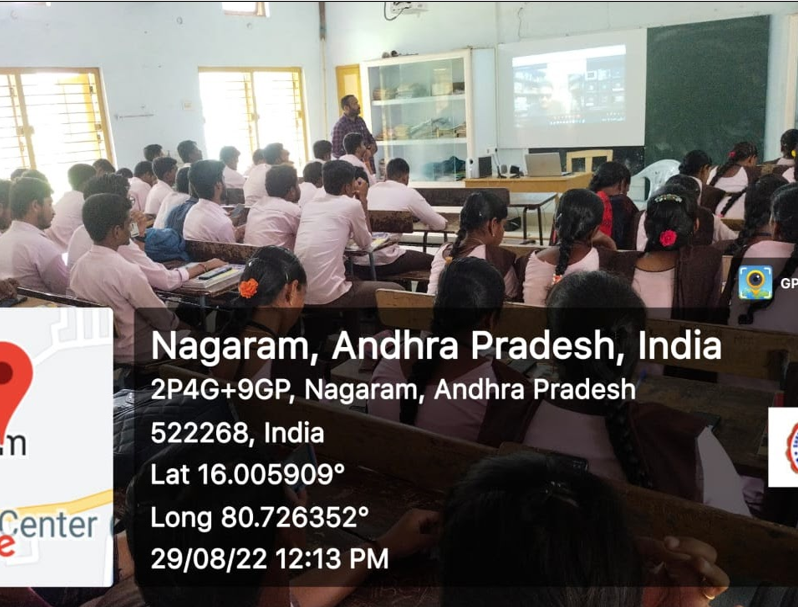 GP
Nagaram, Andhra Pradesh, India
2P4G+9GP, Nagaram, Andhra Pradesh
522268, India
Lat 16.005909°
Long 80.726352°
29/08/22 12:13 PM
m
Center
e